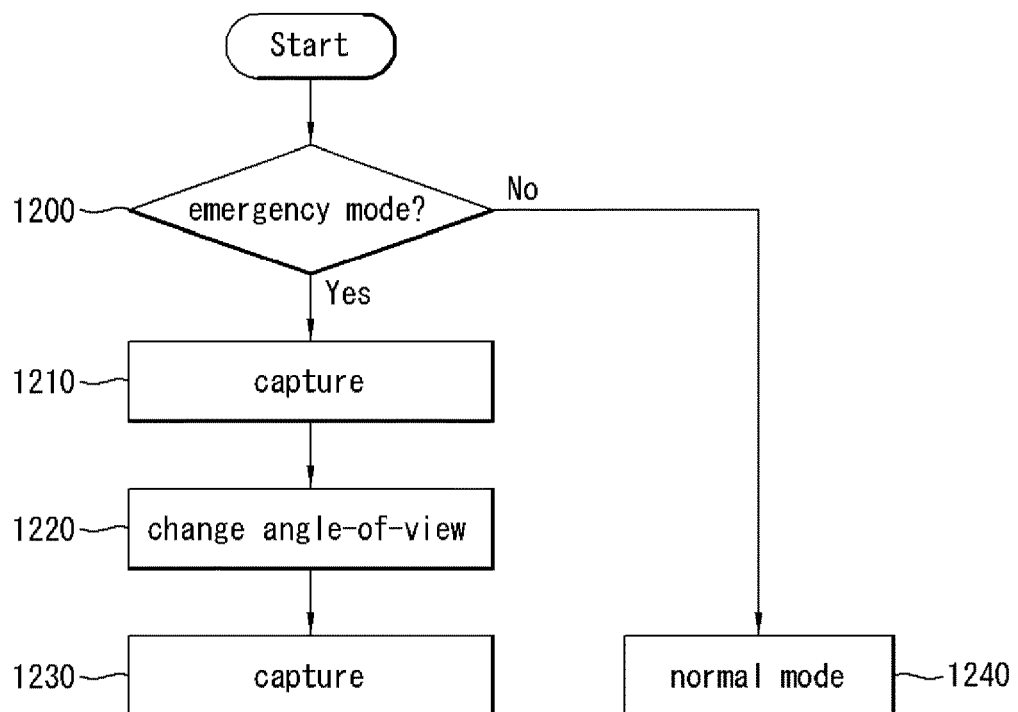 Start
1200
emergency mode?
No
Yes
1210
capture
1220
change angle-of-view
1230
capture
normal mode
1240